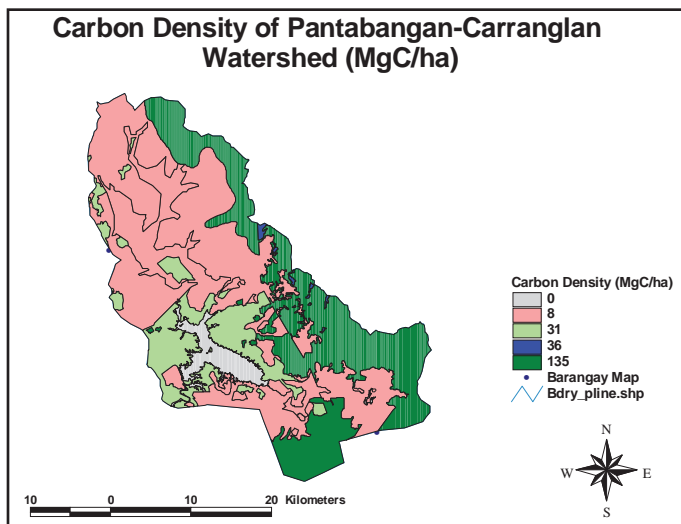 Carbon Density of Pantabangan-Carranglan
Watershed (MgC/ha)
Carbon Density (MgC/ha)
0
8
31
36
135
Barangay Map
Bdry_pline.shp
N
W E
S
10 0 10 20 Kilometers